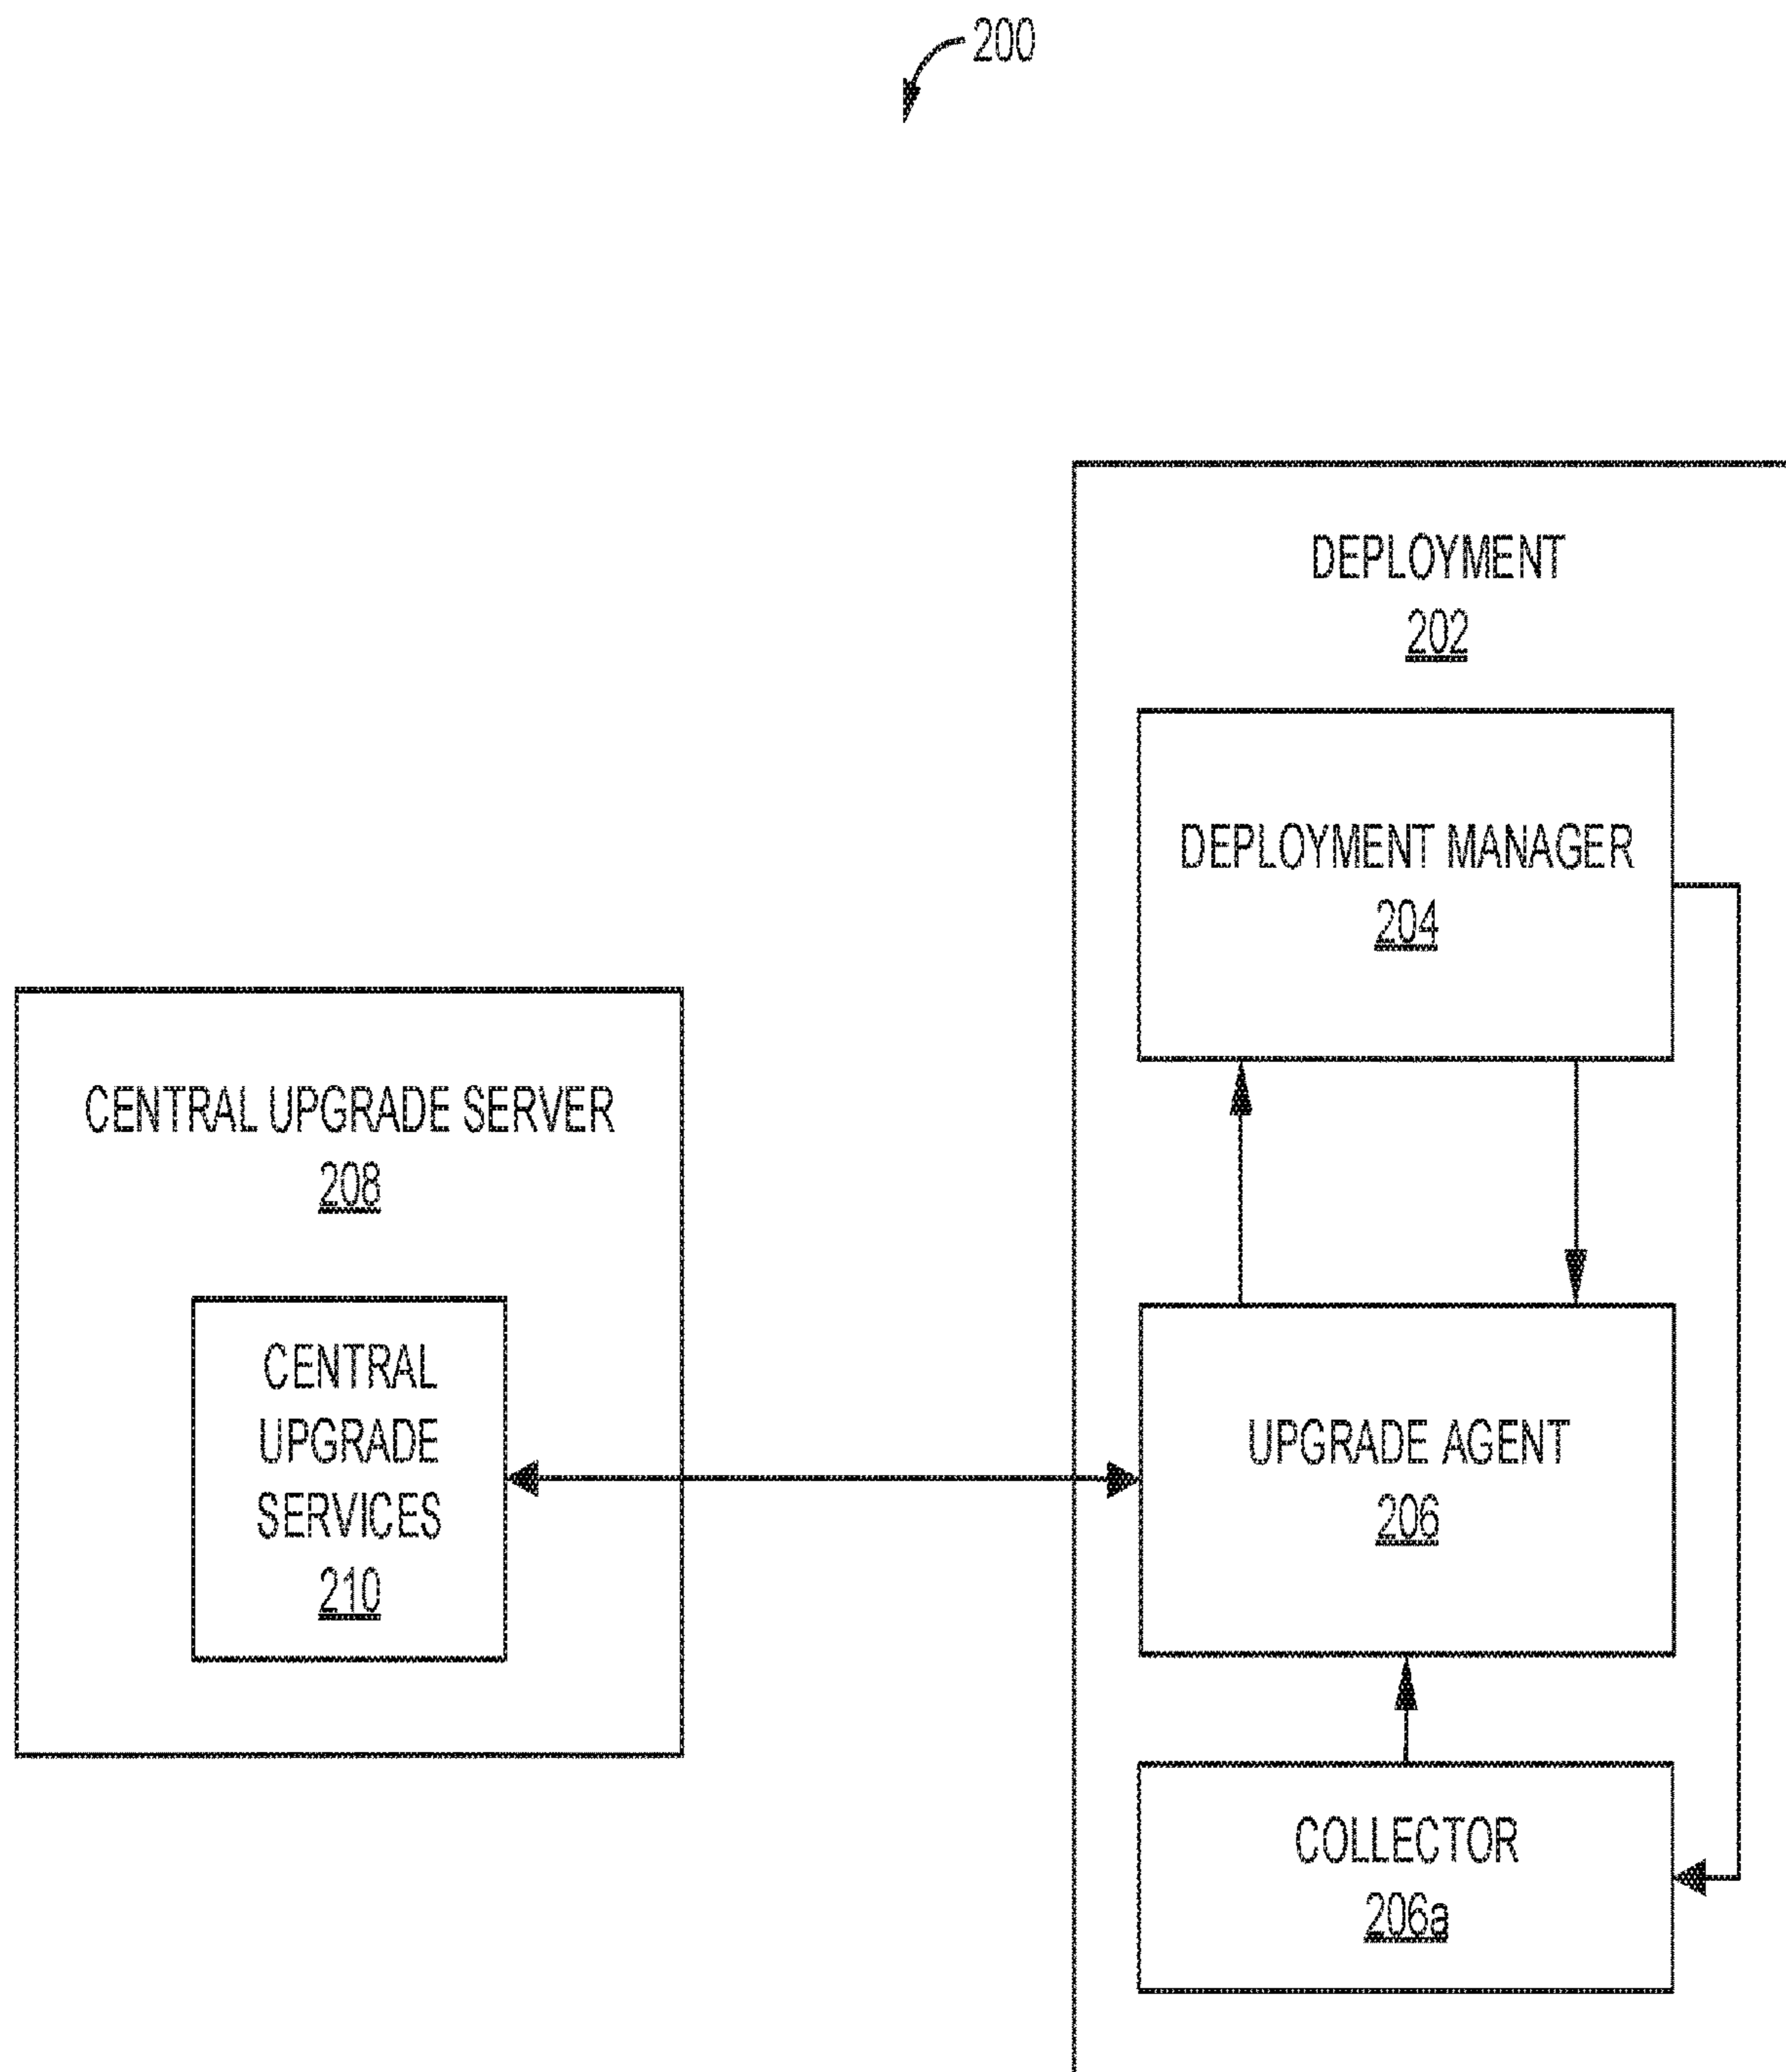 200
DEPLOYMENT
202
DEPLOYMENT MANAGER
204
CENTRAL UPGRADE SERVER
208
CENTRAL
UPGRADE
SERVICES
210
UPGRADE AGENT
206
COLLECTOR
206a